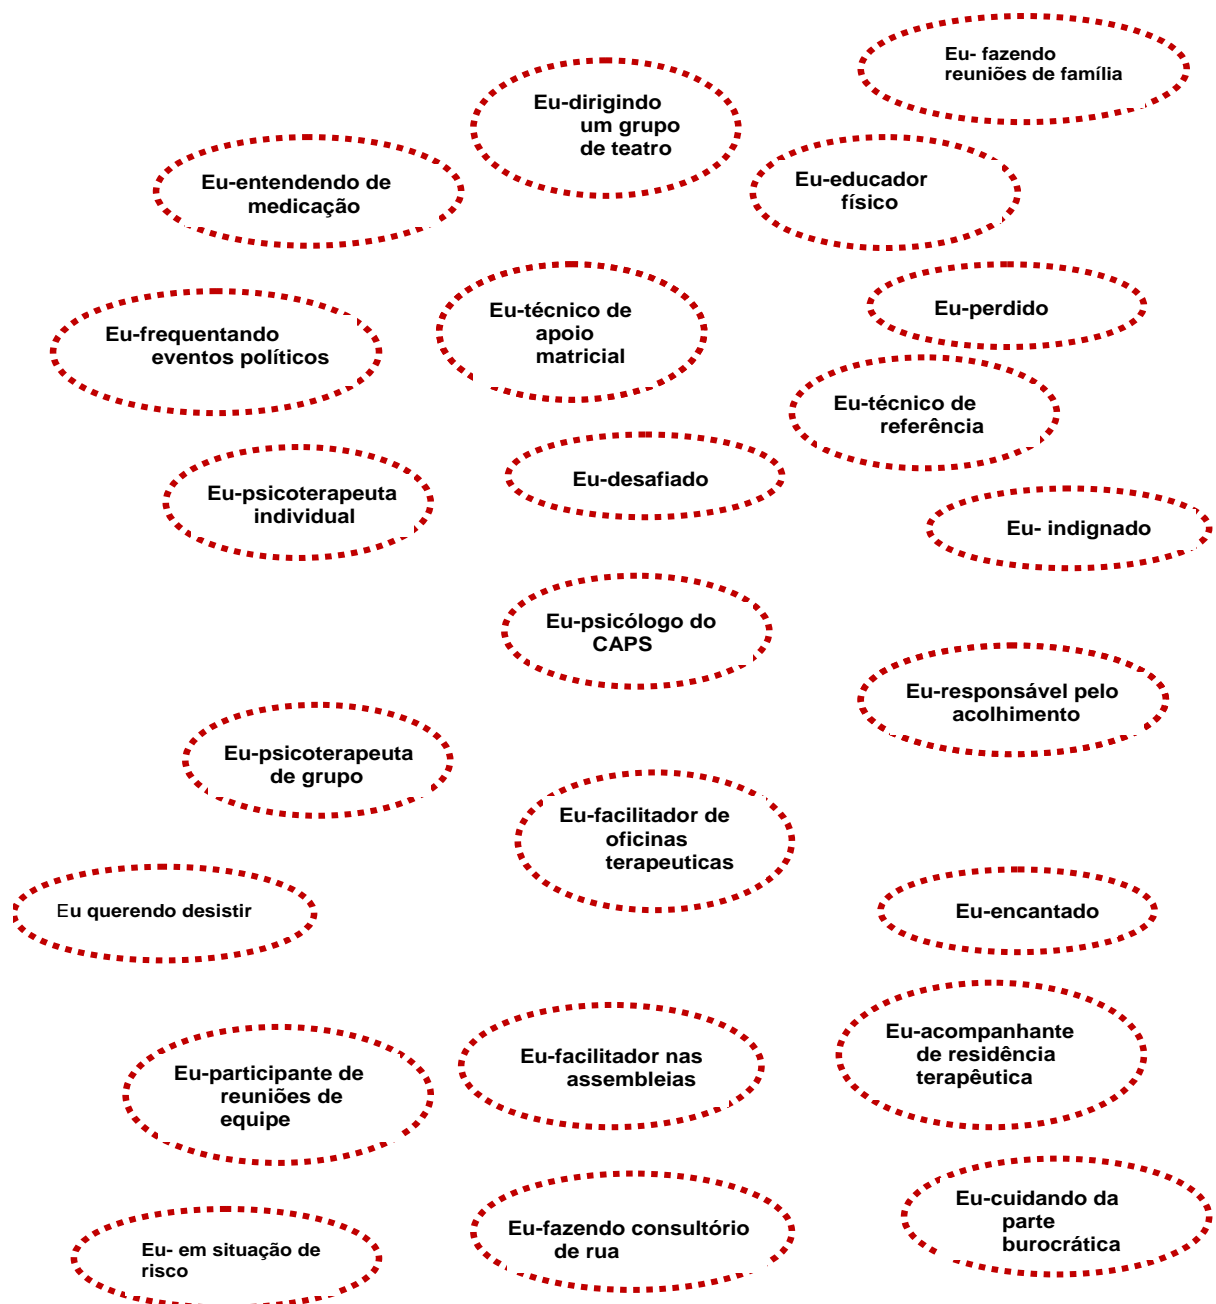 Eu- fazendo
reuniões de família
Eu-dirigindo
um grupo
de teatro
Eu-entendendo de
medicação
Eu-educador
físico
Eu-frequentando
eventos políticos
Eu-técnico de
apoio
matricial
Eu-perdido
Eu-técnico de
referência
Eu-psicoterapeuta
individual
Eu-desafiado
Eu- indignado
Eu-psicólogo do
CAPS
Eu-responsável pelo
acolhimento
Eu-psicoterapeuta
de grupo
Eu-facilitador de
oficinas
terapeuticas
Eu querendo desistir
Eu-encantado
Eu-participante de
reuniões de
equipe
Eu-facilitador nas
assembleias
Eu-acompanhante
de residência
terapêutica
Eu- em situação de
risco
Eu-fazendo consultório
de rua
Eu-cuidando da
parte
burocrática